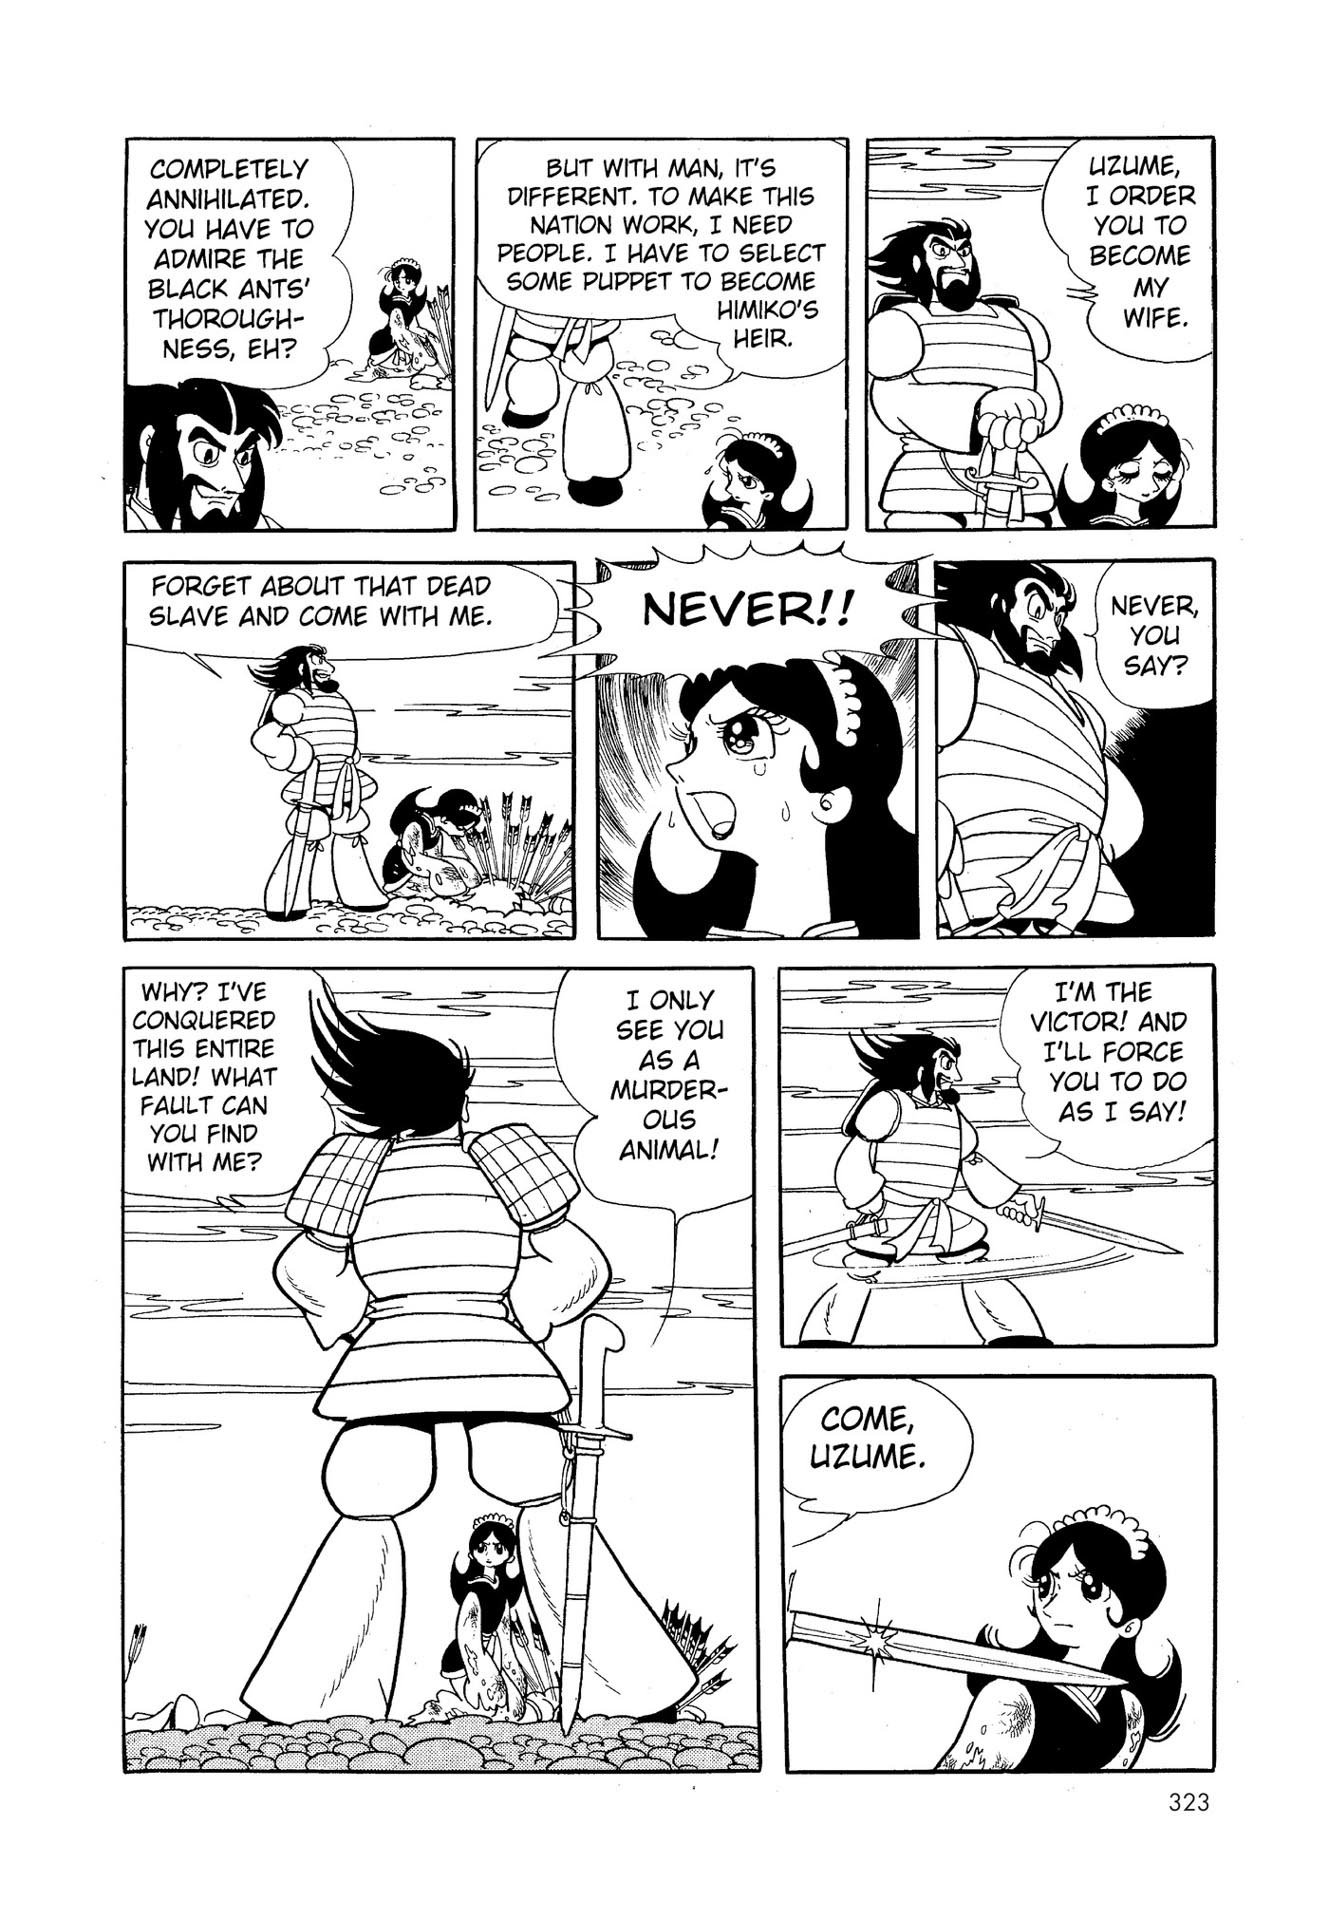 COMPLETELY
ANNIHILATED.
YOU HAVE TO
ADMIRE THE
BLACK ANTS'
THOROUGH-
NESS, EH?
BUT WITH MAN, IT'S
DIFFERENT. TO MAKE THIS
NATION WORK, I NEED
PEOPLE. I HAVE TO SELECT
SOME PUPPET TO BECOME
HIMIKO'S
HEIR.
UZUME,
I ORDER
YOU TO
BECOME
MY
WIFE.
FORGET ABOUT THAT DEAD
SLAVE AND COME WITH ME.
NEVER!!
NEVER,
YOU
SAY?
WHY? I'VE
CONQUERED
THIS ENTIRE
LAND! WHAT
FAULT CAN
YOU FIND
WITH ME?
I ONLY
SEE YOU
AS A
MURDER-
OUS
ANIMAL!
I'M THE
VICTOR! AND
I'LL FORCE
YOU TO DO
AS I SAY!
COME,
UZUME.
323